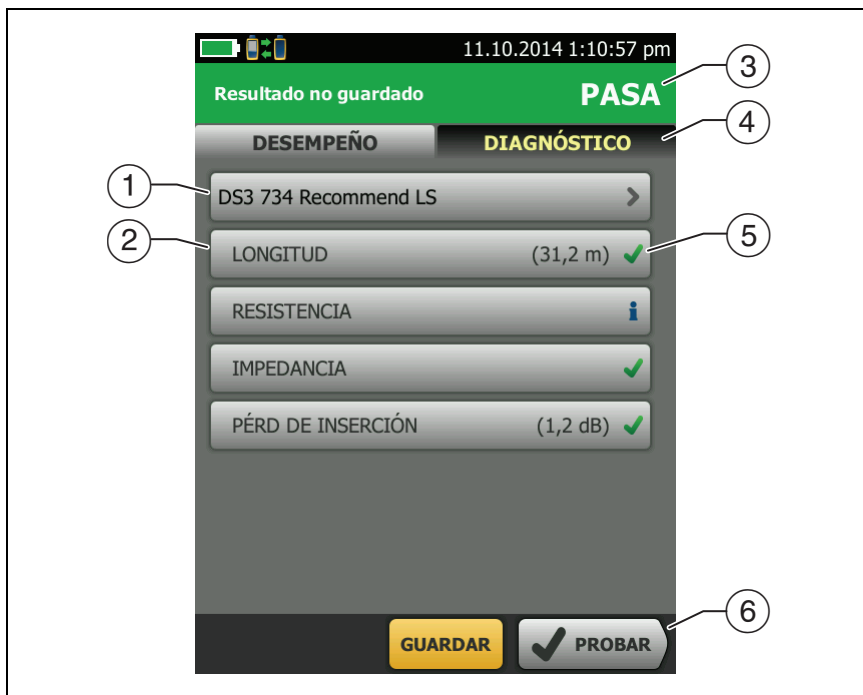 11.10.2014 1:10:57 pm
Resultado no guardado PASA
DESEMPEÑO DIAGNÓSTICO
DS3 734 Recommend LS
LONGITUD (31,2 m)
RESISTENCIA i
IMPEDANCIA
PÉRD DE INSERCIÓN (1,2 dB)
GUARDAR PROBAR
1
2
3
4
5
6